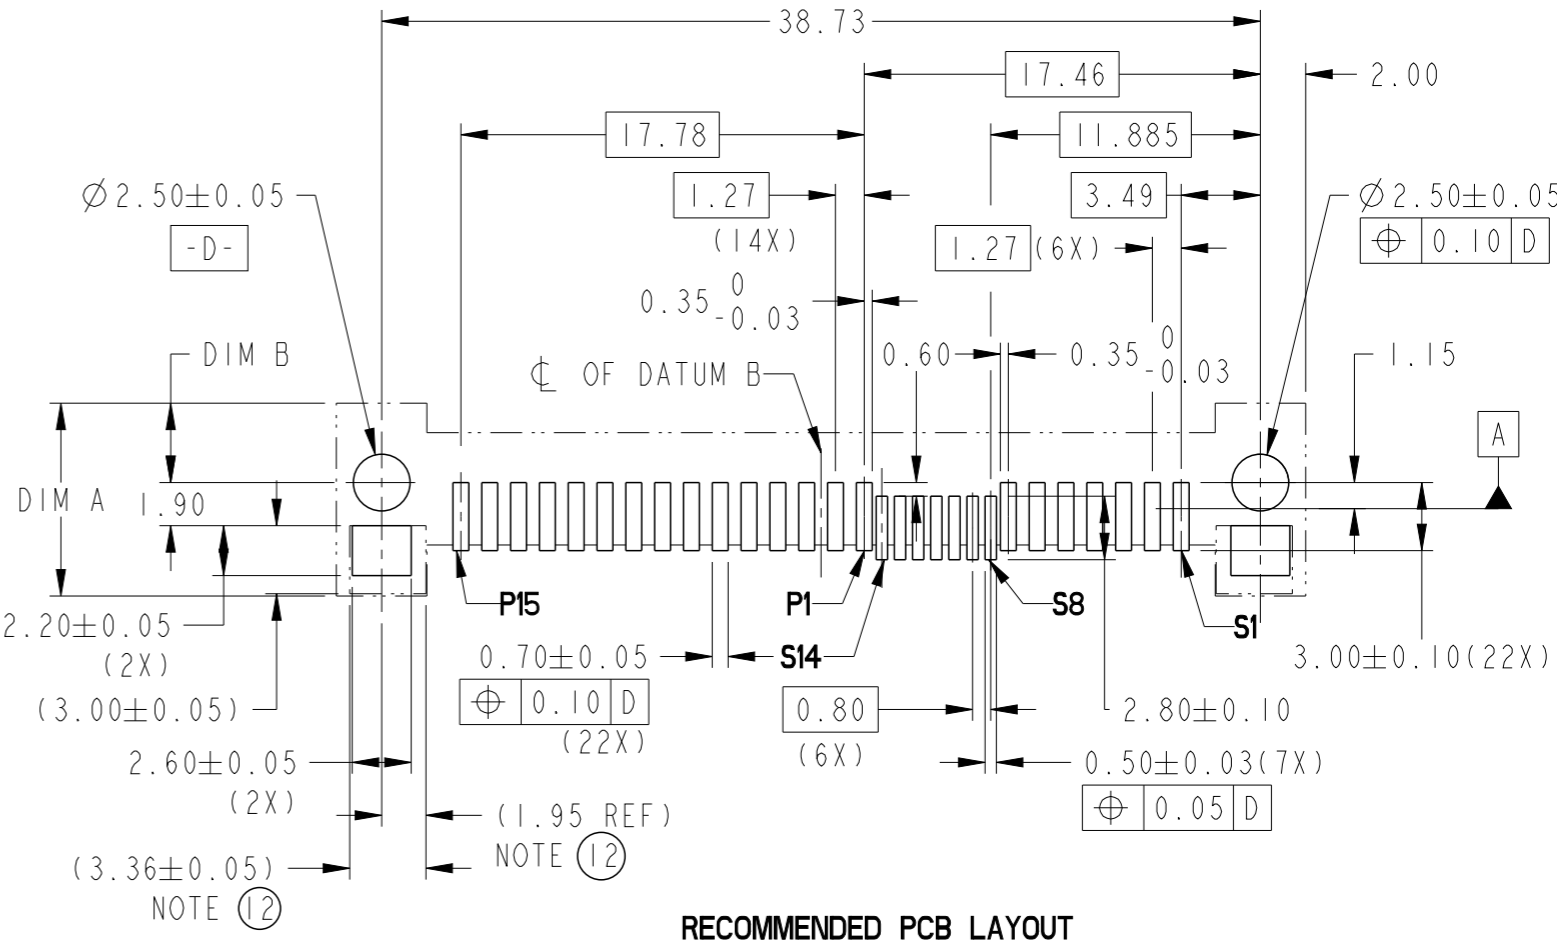 38.73
17.46
2.00
17.78
11.885
Ø2.50±0.05
1.27
3.49
Ø2.50±0.05
-D-
(14X)
1.27 (6X)
⌖ 0.10 D
0.35 0 -0.03
DIM B
℄ OF DATUM B
0.60
0.35 0 -0.03
1.15
A
DIM A
1.90
P15
P1
S8
S1
2.20±0.05
(2X)
0.70±0.05
S14
3.00±0.10(22X)
(3.00±0.05)
⌖ 0.10 D
(22X)
0.80
(6X)
2.80±0.10
2.60±0.05
(2X)
0.50±0.03(7X)
⌖ 0.05 D
(1.95 REF)
NOTE 12
(3.36±0.05)
NOTE 12
RECOMMENDED PCB LAYOUT